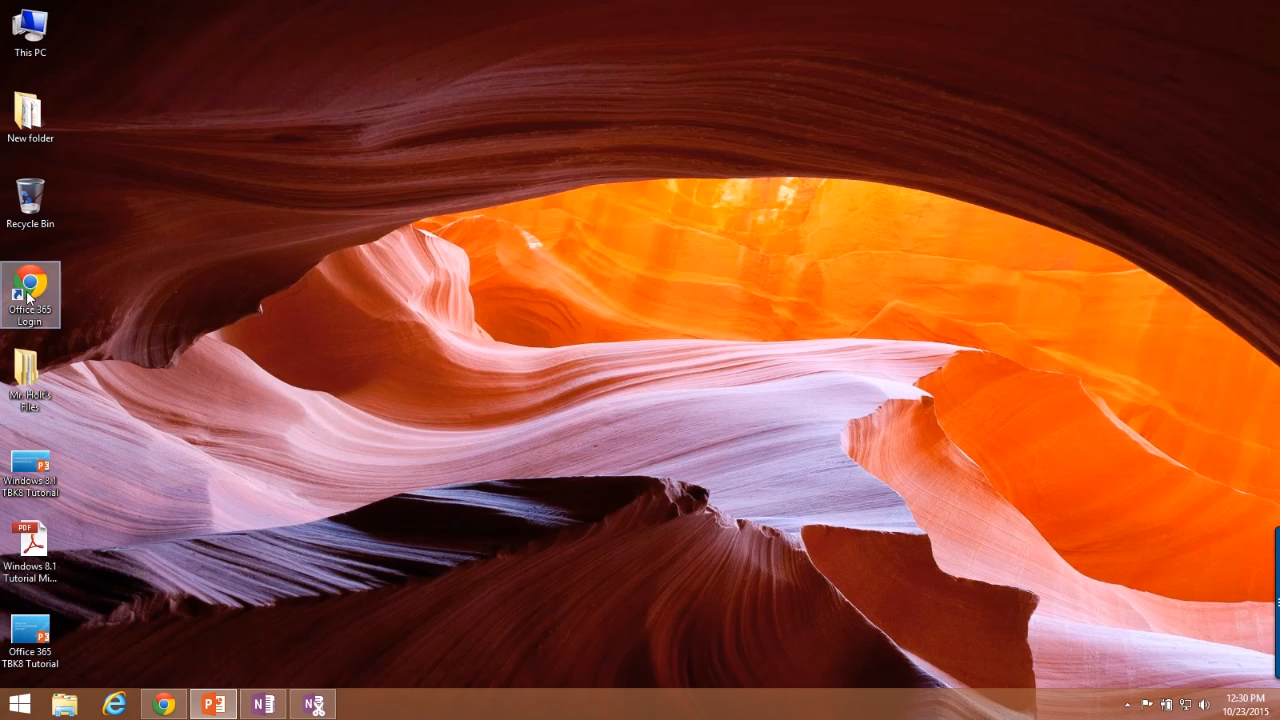 This PC
New folder
Recycle Bin
Office 365
Login
Mr. Holt's
Files
Windows 8.1
TBK8 Tutorial
PDF
Windows 8.1
Tutorial Mi...
Office 365
TBK8 Tutorial
12:30 PM
10/23/2015